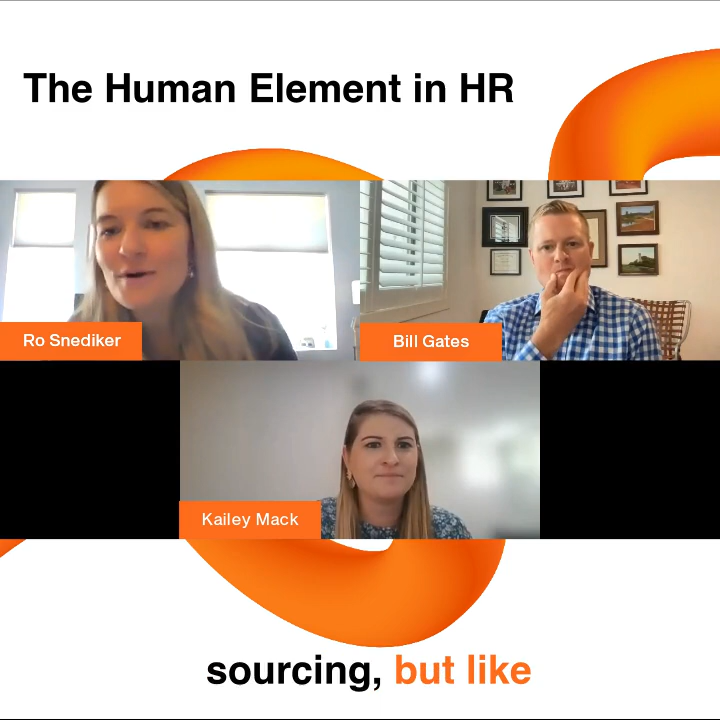 The Human Element in HR
Ro Snediker
Bill Gates
Kailey Mack
sourcing, but like